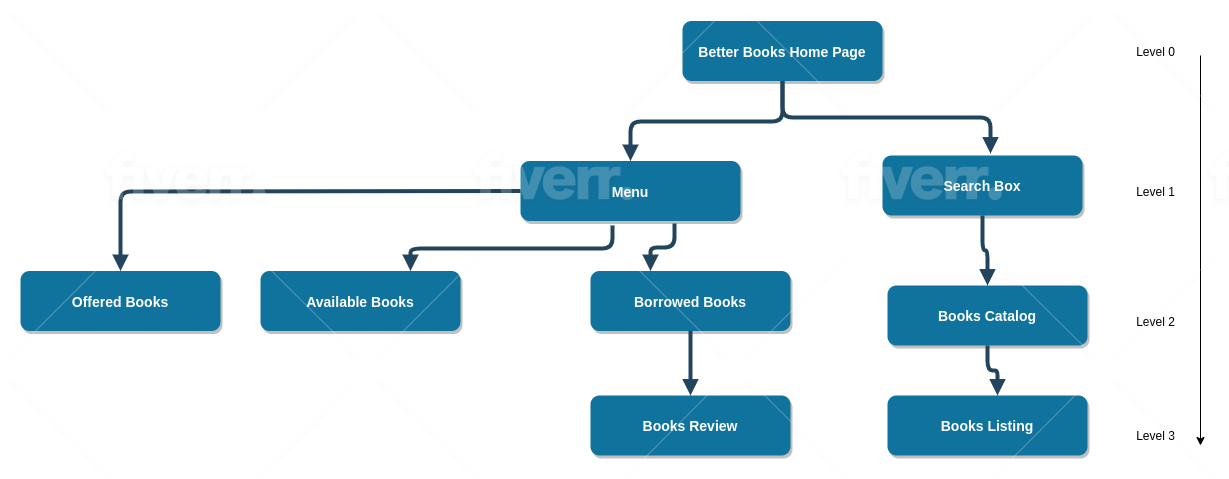 Better Books Home Page
Level 0
fiverr.
fiverr.
fiverr.
Menu
Search Box
Level 1
Offered Books
Available Books
Borrowed Books
Books Catalog
Level 2
Books Review
Books Listing
Level 3